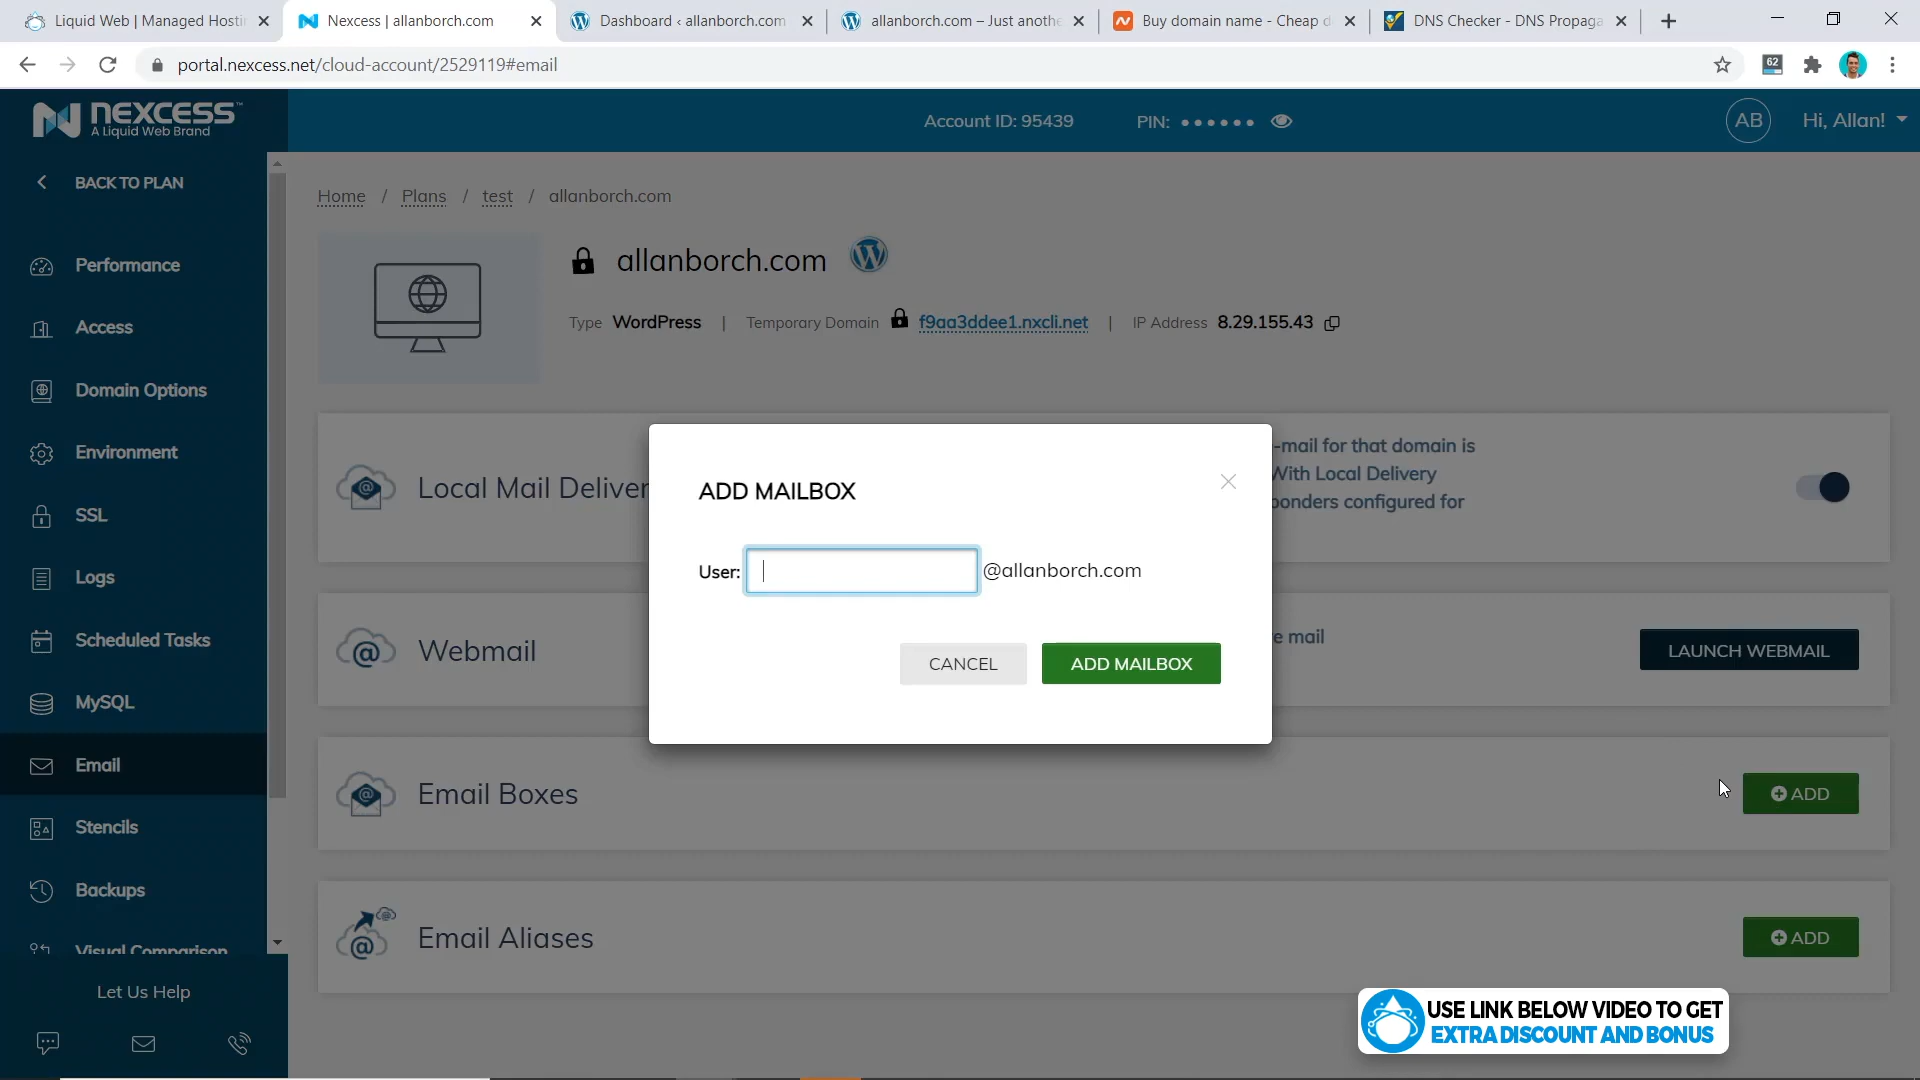 Liquid Web | Managed Hosti
Nexcess | allanborch.com
Dashboard ‹ allanborch.com
allanborch.com – Just anothe
Buy domain name - Cheap d
DNS Checker - DNS Propaga
portal.nexcess.net/cloud-account/2529119#email
62
NEXCESS™
A Liquid Web Brand
Account ID: 95439
PIN: ● ● ● ● ● ●
AB
Hi, Allan!
BACK TO PLAN
Performance
Access
Domain Options
Environment
SSL
Logs
Scheduled Tasks
MySQL
Email
Stencils
Backups
Visual Comparison
Let Us Help
Home / Plans / test / allanborch.com
allanborch.com
Type WordPress | Temporary Domain f9aa3ddee1.nxcli.net | IP Address 8.29.155.43
Local Mail Deliver
-mail for that domain is
With Local Delivery
ponders configured for
ADD MAILBOX
User: @allanborch.com
CANCEL
ADD MAILBOX
Webmail
e mail
LAUNCH WEBMAIL
Email Boxes
ADD
Email Aliases
ADD
USE LINK BELOW VIDEO TO GET
EXTRA DISCOUNT AND BONUS